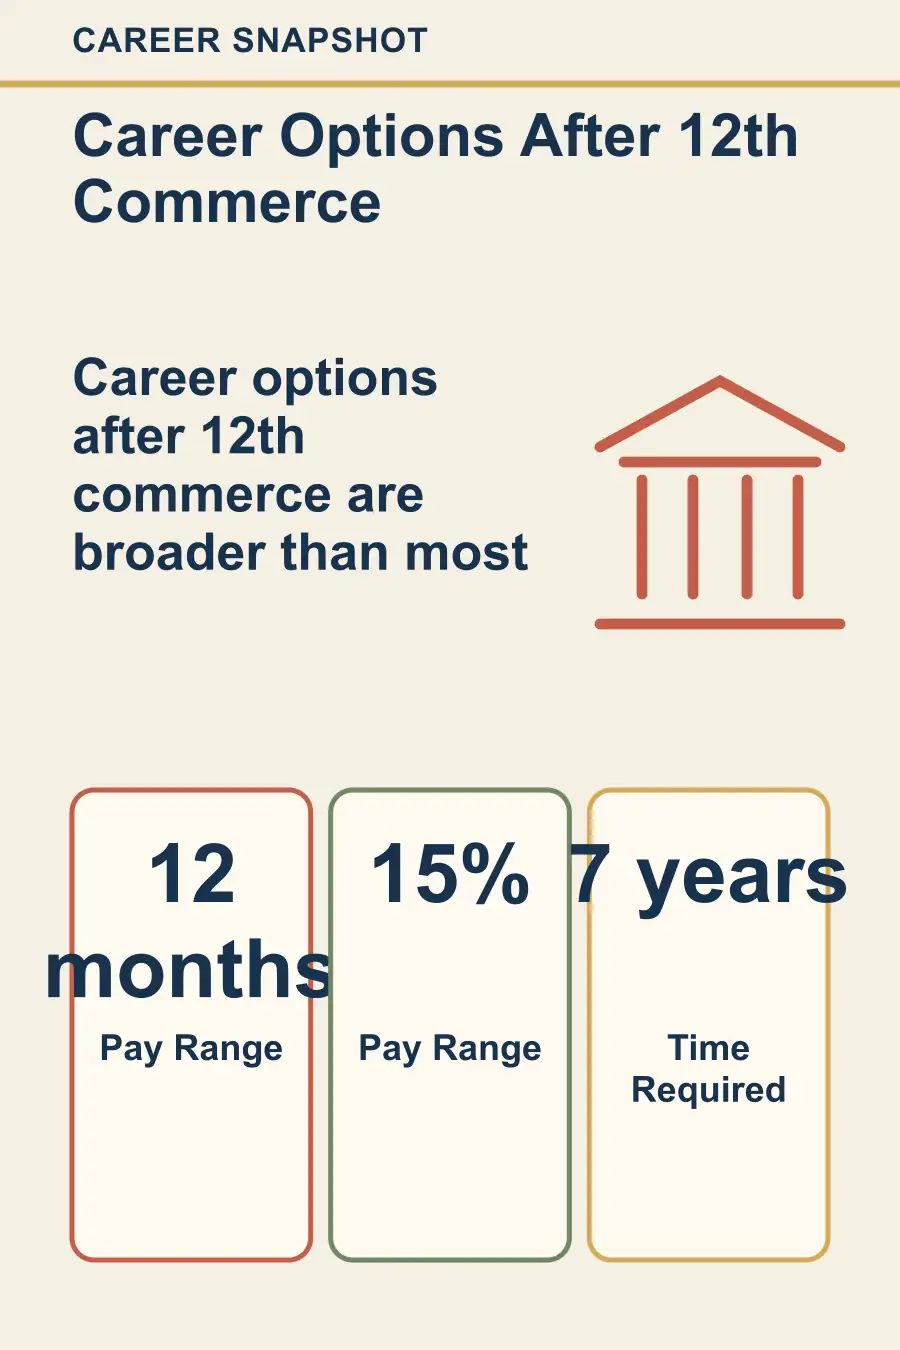 CAREER SNAPSHOT
Career Options After 12th
Commerce
Career options
after 12th
commerce are
broader than most
12
months
Pay Range
15%
Pay Range
7 years
Time
Required